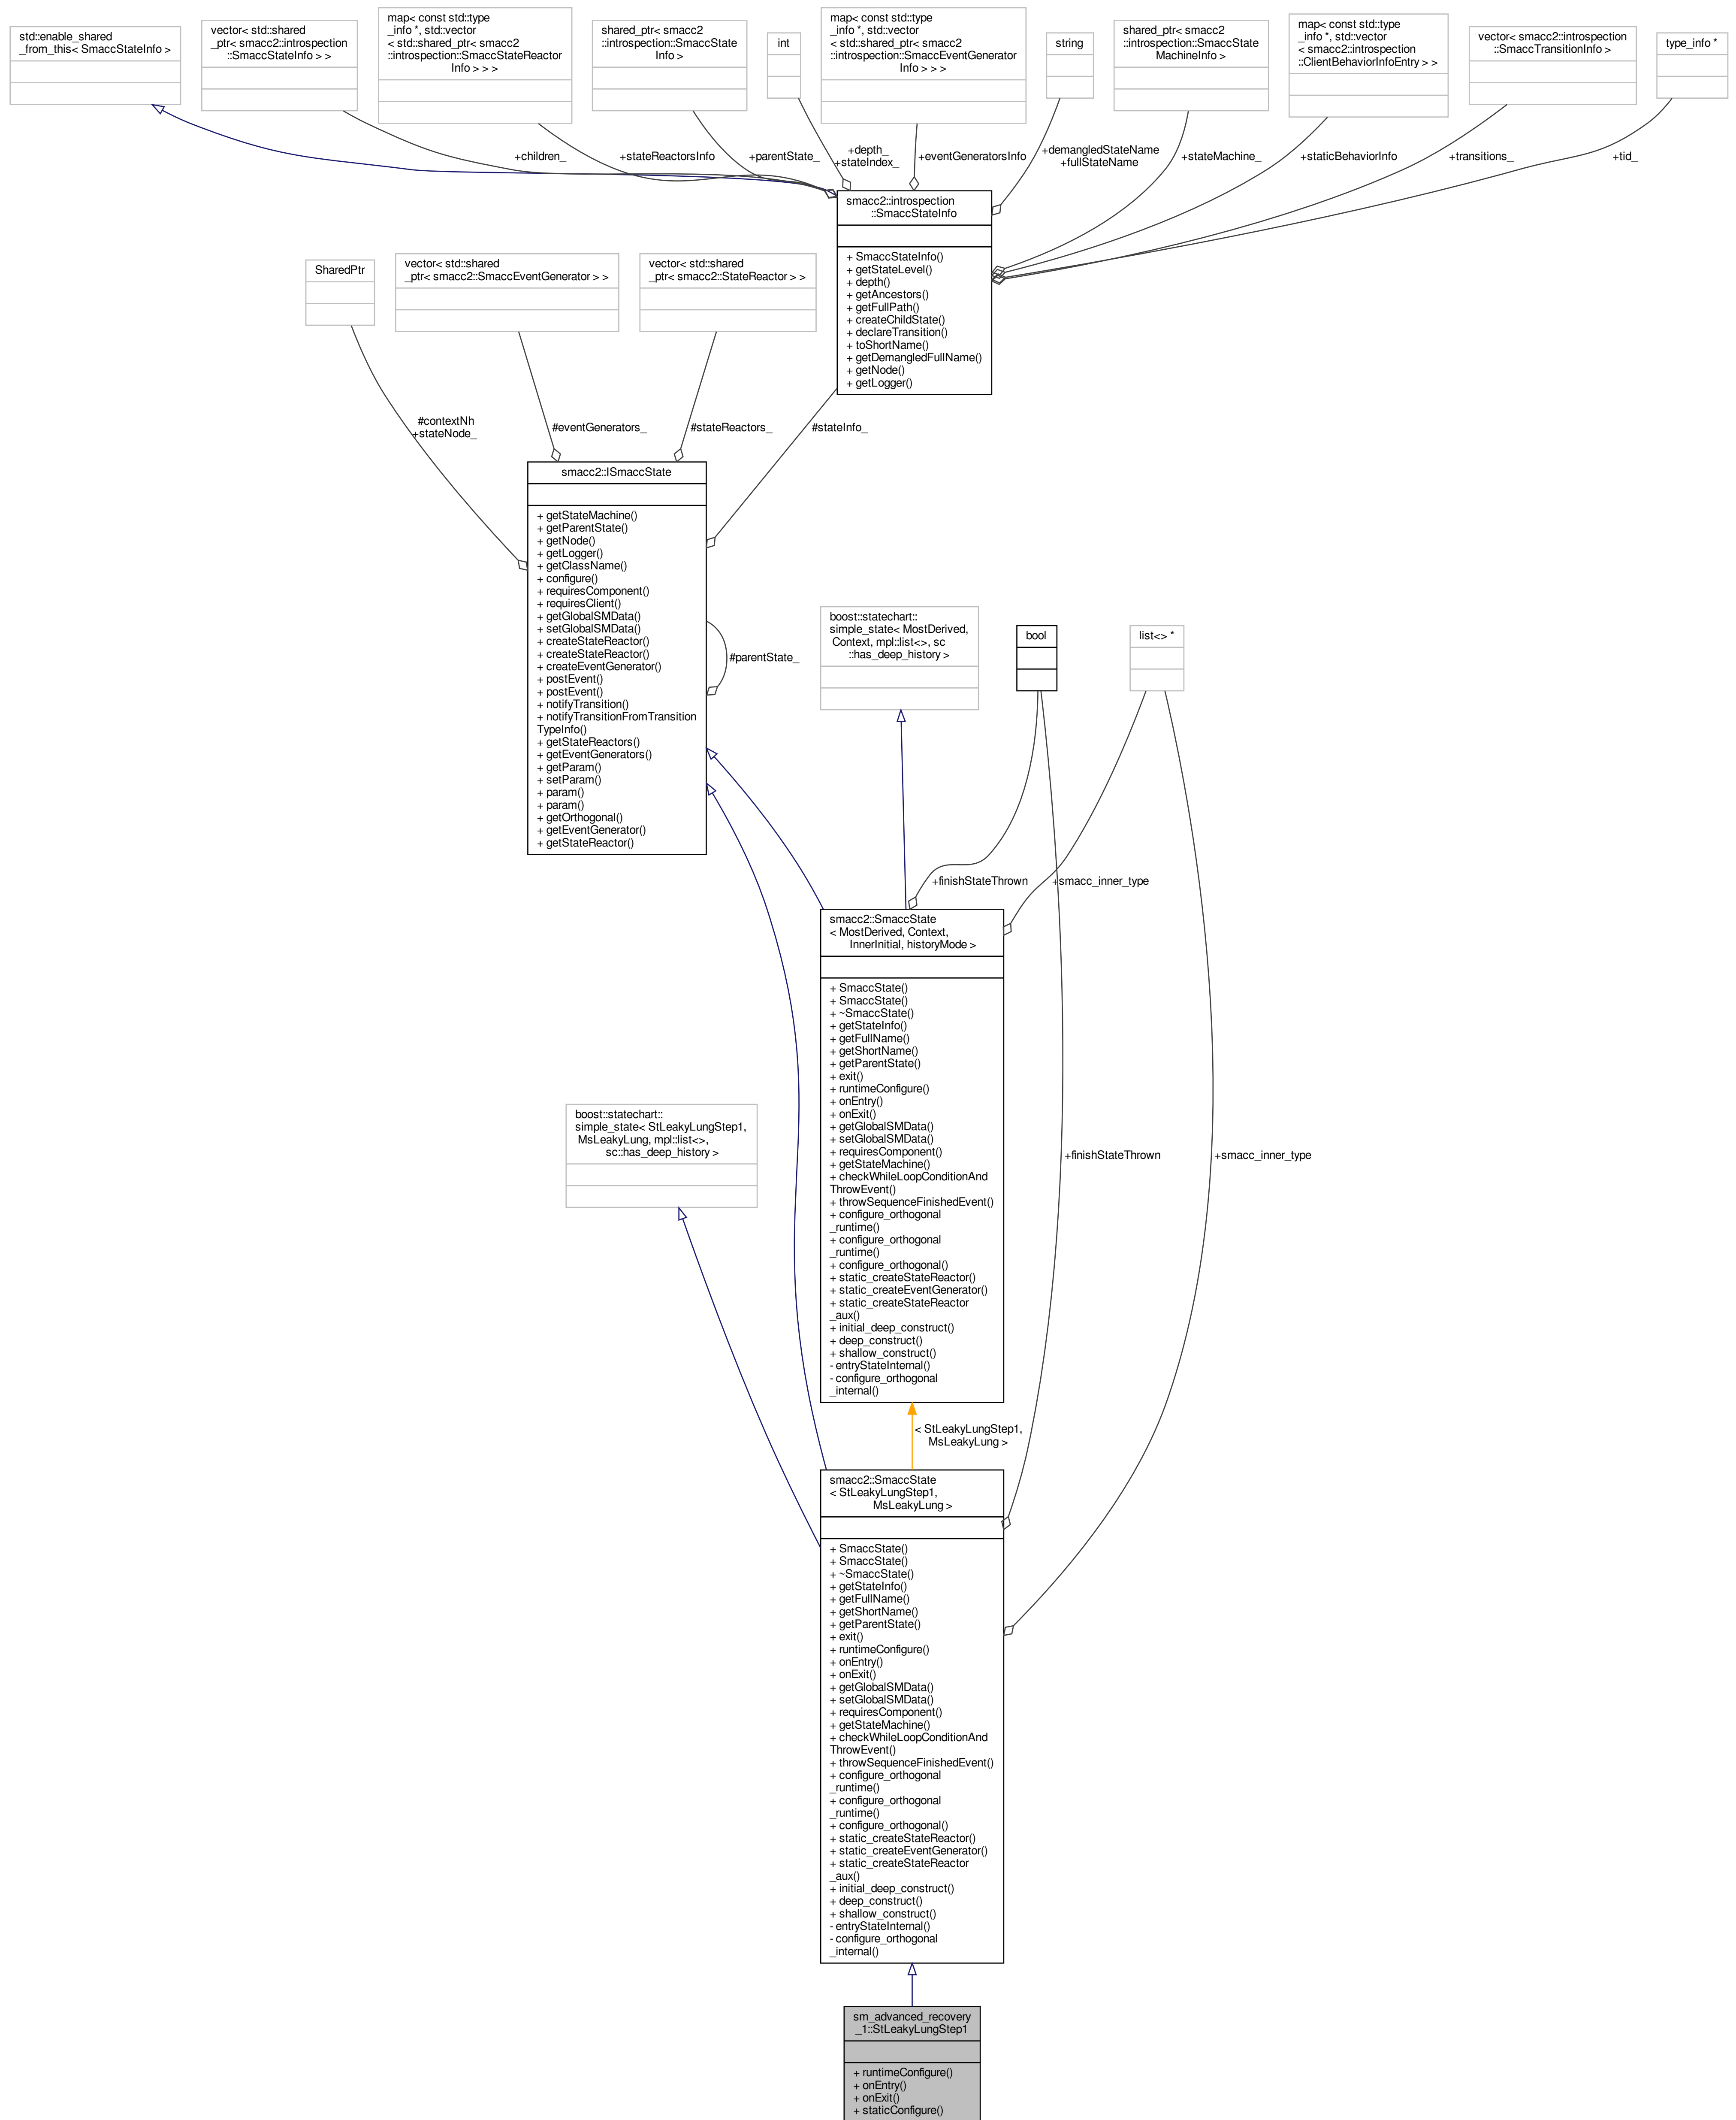 std::enable_shared
_from_this< SmaccStateInfo >
vector< std::shared
_ptr< smacc2::introspection
::SmaccStateInfo > >
map< const std::type
_info *, std::vector
< std::shared_ptr< smacc2
::introspection::SmaccStateReactor
Info > > >
shared_ptr< smacc2
::introspection::SmaccState
Info >
int
map< const std::type
_info *, std::vector
< std::shared_ptr< smacc2
::introspection::SmaccEventGenerator
Info > > >
string
shared_ptr< smacc2
::introspection::SmaccState
MachineInfo >
map< const std::type
_info *, std::vector
< smacc2::introspection
::ClientBehaviorInfoEntry > >
vector< smacc2::introspection
::SmaccTransitionInfo >
type_info *
+children_
+stateReactorsInfo
+parentState_
+depth_
+stateIndex_
+eventGeneratorsInfo
+demangledStateName
+fullStateName
+stateMachine_
+staticBehaviorInfo
+transitions_
+tid_
smacc2::introspection
::SmaccStateInfo
+ SmaccStateInfo()
+ getStateLevel()
+ depth()
+ getAncestors()
+ getFullPath()
+ createChildState()
+ declareTransition()
+ toShortName()
+ getDemangledFullName()
+ getNode()
+ getLogger()
SharedPtr
vector< std::shared
_ptr< smacc2::SmaccEventGenerator > >
vector< std::shared
_ptr< smacc2::StateReactor > >
#contextNh
+stateNode_
#eventGenerators_
#stateReactors_
#stateInfo_
smacc2::ISmaccState
+ getStateMachine()
+ getParentState()
+ getNode()
+ getLogger()
+ getClassName()
+ configure()
+ requiresComponent()
+ requiresClient()
+ getGlobalSMData()
+ setGlobalSMData()
+ createStateReactor()
+ createStateReactor()
+ createEventGenerator()
+ postEvent()
+ postEvent()
+ notifyTransition()
+ notifyTransitionFromTransition
TypeInfo()
+ getStateReactors()
+ getEventGenerators()
+ getParam()
+ setParam()
+ param()
+ param()
+ getOrthogonal()
+ getEventGenerator()
+ getStateReactor()
#parentState_
boost::statechart::
simple_state< MostDerived,
Context, mpl::list<>, sc
::has_deep_history >
bool
list<> *
+finishStateThrown
+smacc_inner_type
smacc2::SmaccState
< MostDerived, Context,
InnerInitial, historyMode >
+ SmaccState()
+ SmaccState()
+ ~SmaccState()
+ getStateInfo()
+ getFullName()
+ getShortName()
+ getParentState()
+ exit()
+ runtimeConfigure()
+ onEntry()
+ onExit()
+ getGlobalSMData()
+ setGlobalSMData()
+ requiresComponent()
+ getStateMachine()
+ checkWhileLoopConditionAnd
ThrowEvent()
+ throwSequenceFinishedEvent()
+ configure_orthogonal
_runtime()
+ configure_orthogonal
_runtime()
+ configure_orthogonal()
+ static_createStateReactor()
+ static_createEventGenerator()
+ static_createStateReactor
_aux()
+ initial_deep_construct()
+ deep_construct()
+ shallow_construct()
- entryStateInternal()
- configure_orthogonal
_internal()
boost::statechart::
simple_state< StLeakyLungStep1,
MsLeakyLung, mpl::list<>,
sc::has_deep_history >
+finishStateThrown
+smacc_inner_type
< StLeakyLungStep1,
MsLeakyLung >
smacc2::SmaccState
< StLeakyLungStep1,
MsLeakyLung >
+ SmaccState()
+ SmaccState()
+ ~SmaccState()
+ getStateInfo()
+ getFullName()
+ getShortName()
+ getParentState()
+ exit()
+ runtimeConfigure()
+ onEntry()
+ onExit()
+ getGlobalSMData()
+ setGlobalSMData()
+ requiresComponent()
+ getStateMachine()
+ checkWhileLoopConditionAnd
ThrowEvent()
+ throwSequenceFinishedEvent()
+ configure_orthogonal
_runtime()
+ configure_orthogonal
_runtime()
+ configure_orthogonal()
+ static_createStateReactor()
+ static_createEventGenerator()
+ static_createStateReactor
_aux()
+ initial_deep_construct()
+ deep_construct()
+ shallow_construct()
- entryStateInternal()
- configure_orthogonal
_internal()
sm_advanced_recovery
_1::StLeakyLungStep1
+ runtimeConfigure()
+ onEntry()
+ onExit()
+ staticConfigure()